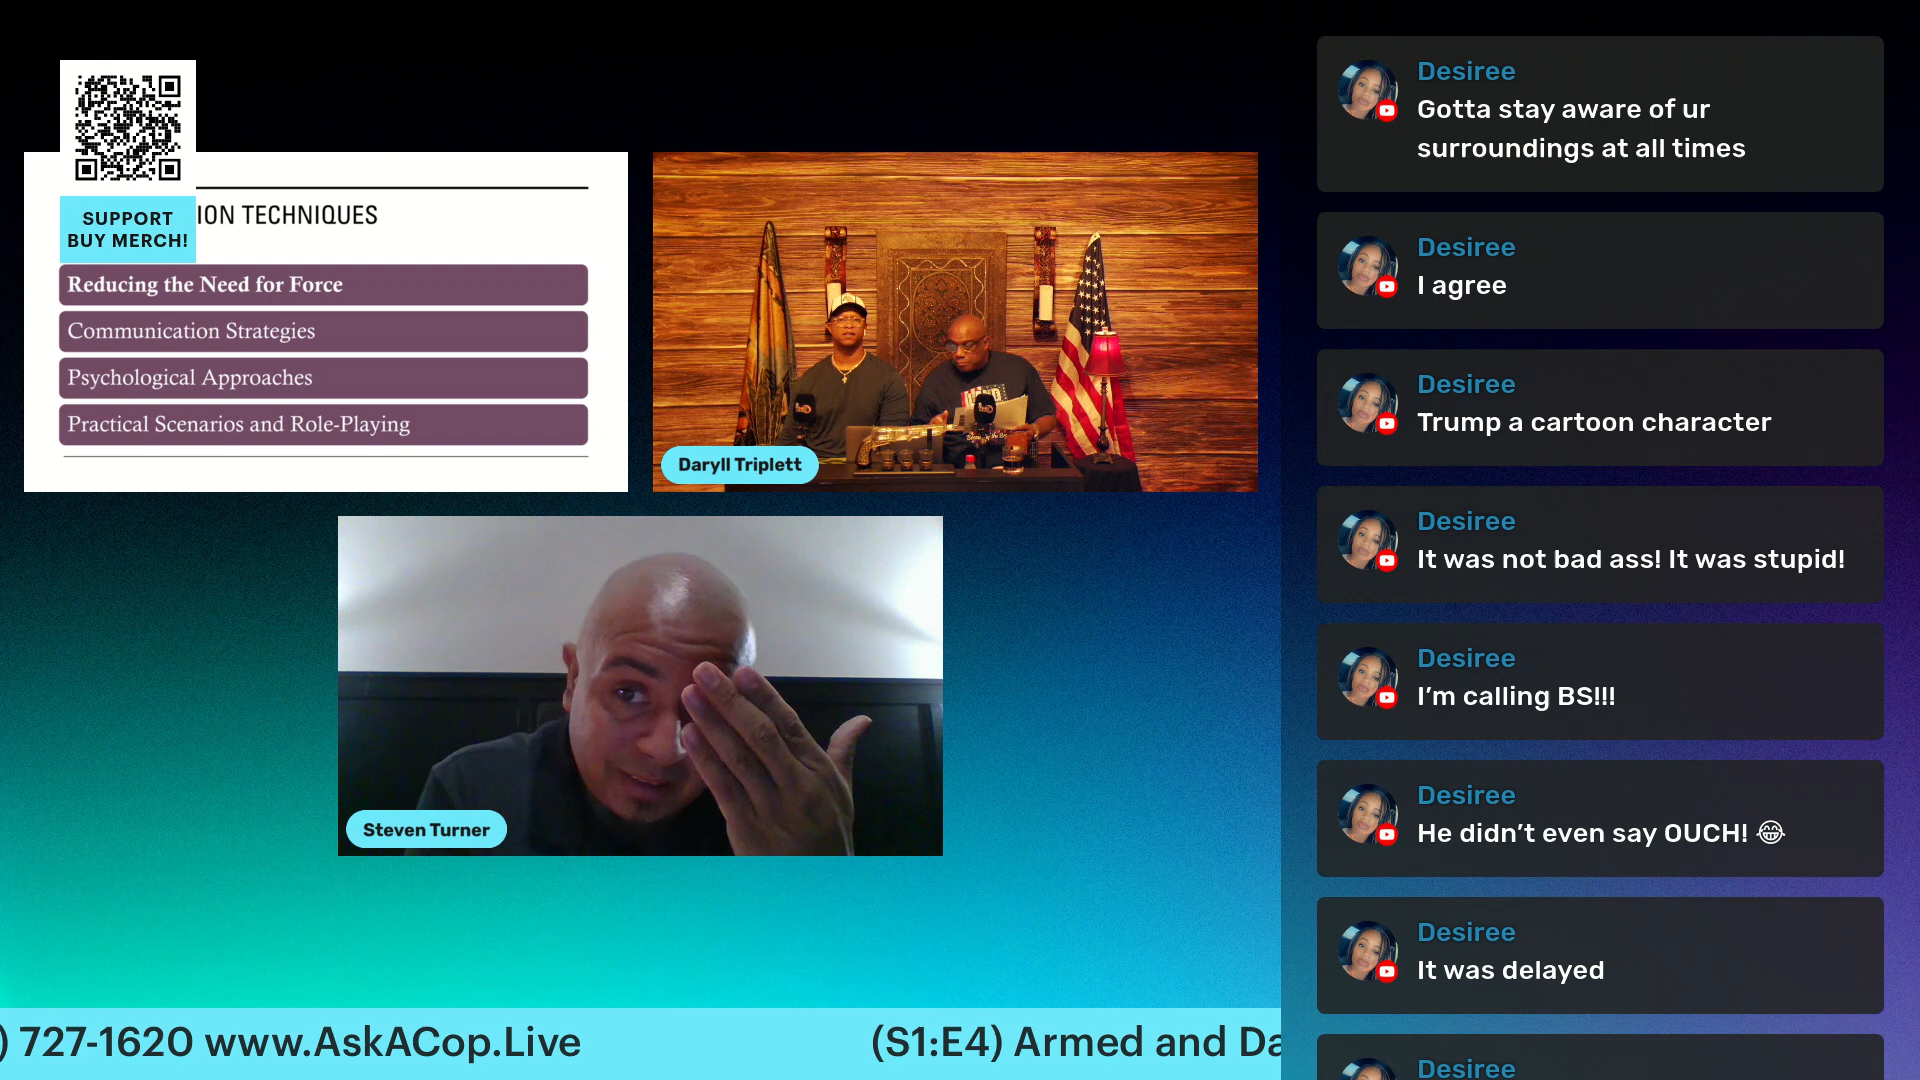 SUPPORT
BUY MERCH!
ION TECHNIQUES
Reducing the Need for Force
Communication Strategies
Psychological Approaches
Practical Scenarios and Role-Playing
Daryll Triplett
Steven Turner
) 727-1620 www.AskACop.Live
(S1:E4) Armed and Da
Desiree
Gotta stay aware of ur
surroundings at all times
Desiree
I agree
Desiree
Trump a cartoon character
Desiree
It was not bad ass! It was stupid!
Desiree
I’m calling BS!!!
Desiree
He didn’t even say OUCH! 😂
Desiree
It was delayed
Desiree